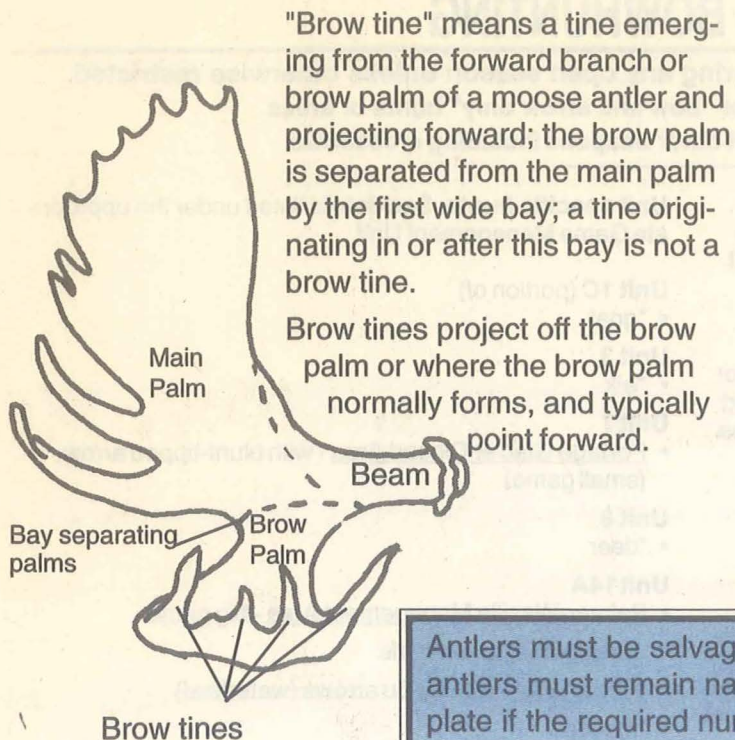 "Brow tine" means a tine emerg-
ing from the forward branch or
brow palm of a moose antler and
projecting forward; the brow palm
is separated from the main palm
by the first wide bay; a tine origi-
nating in or after this bay is not a
brow tine.
Brow tines project off the brow
palm or where the brow palm
normally forms, and typically
point forward.
Main
Palm
Beam
Bay separating
palms
Brow
Palm
Brow tines
Antlers must be salvag
antlers must remain na
plate if the required nur